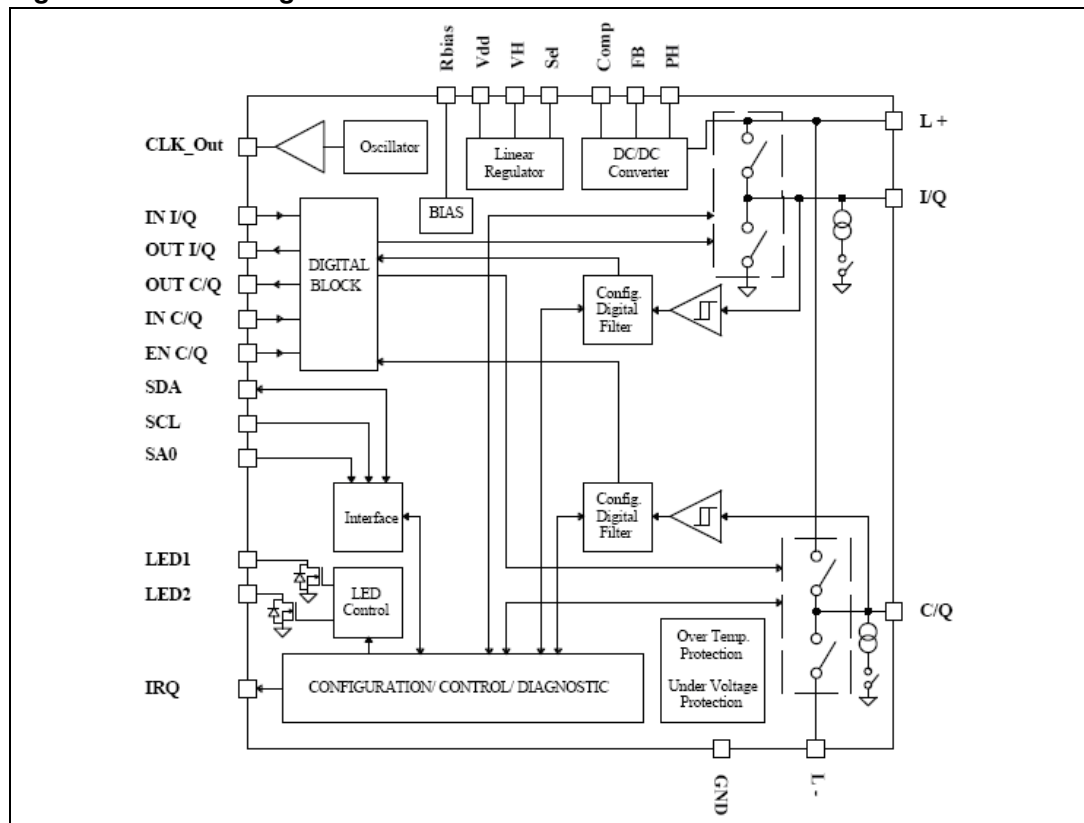 Rbias
Vdd
VH
Sel
Comp
FB
PH
CLK_Out
Oscillator
Linear
Regulator
DC/DC
Converter
L +
I/Q
BIAS
IN I/Q
OUT I/Q
OUT C/Q
IN C/Q
EN C/Q
DIGITAL
BLOCK
Config.
Digital
Filter
SDA
SCL
SA0
Interface
Config.
Digital
Filter
LED1
LED2
LED
Control
C/Q
Over Temp.
Protection
Under Voltage
Protection
IRQ
CONFIGURATION/ CONTROL/ DIAGNOSTIC
GND
L -